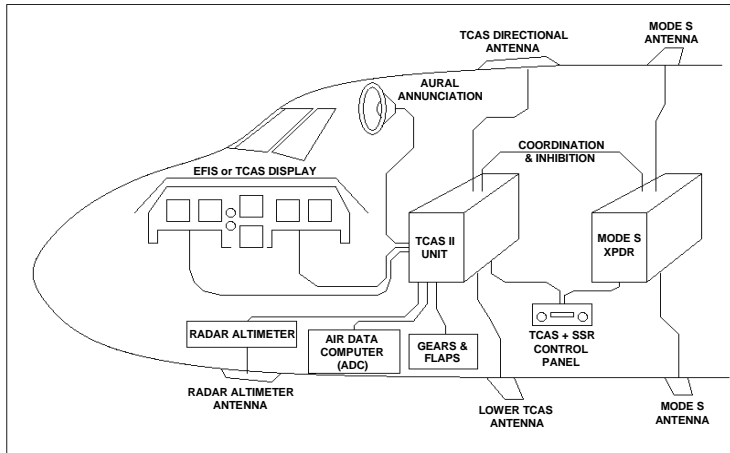 TCAS DIRECTIONAL
ANTENNA
MODE S
ANTENNA
AURAL
ANNUNCIATION
COORDINATION
& INHIBITION
EFIS or TCAS DISPLAY
TCAS II
UNIT
MODE S
XPDR
RADAR ALTIMETER
AIR DATA
COMPUTER
(ADC)
GEARS &
FLAPS
TCAS + SSR
CONTROL
PANEL
RADAR ALTIMETER
ANTENNA
LOWER TCAS
ANTENNA
MODE S
ANTENNA